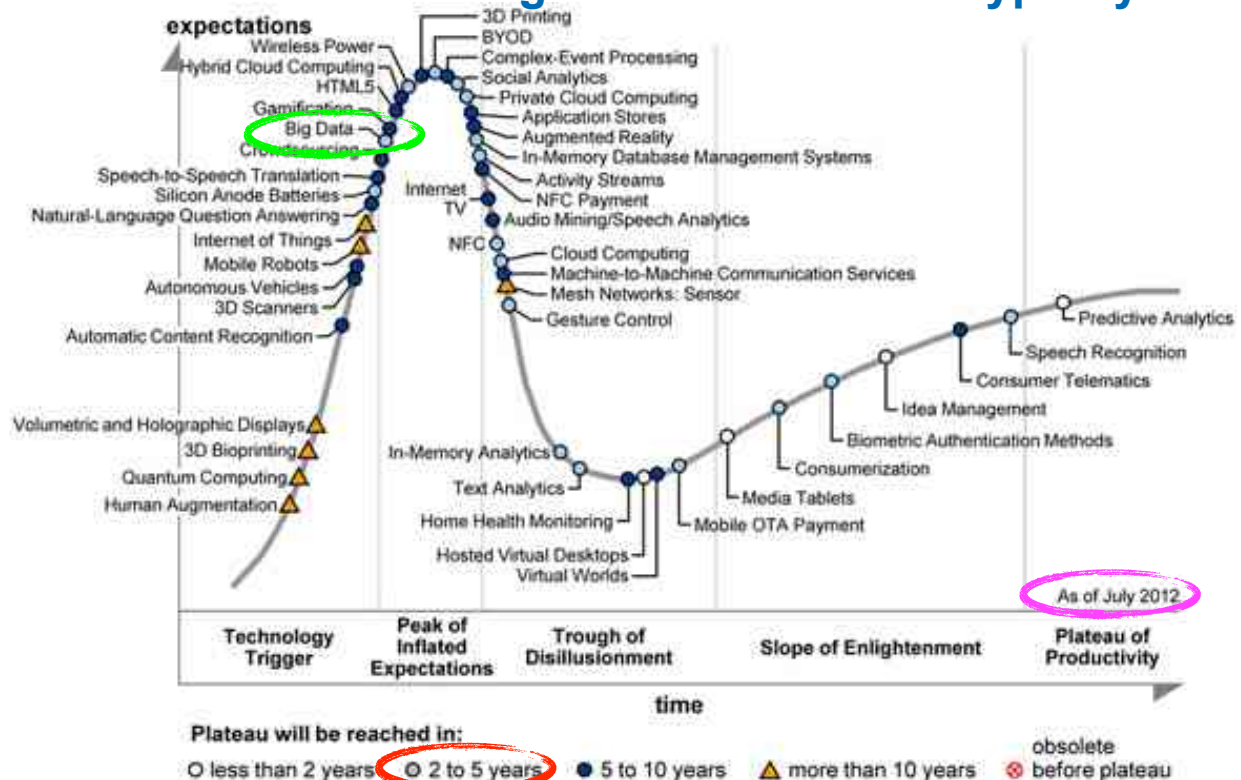 expectations
3D Printing
BYOD
Wireless Power
Complex-Event Processing
Hybrid Cloud Computing
Social Analytics
HTML5
Private Cloud Computing
Gamification
Application Stores
Big Data
Augmented Reality
Crowdsourcing
In-Memory Database Management Systems
Speech-to-Speech Translation
Activity Streams
Silicon Anode Batteries
Internet
TV
NFC Payment
Natural-Language Question Answering
Audio Mining/Speech Analytics
Internet of Things
NFC
Cloud Computing
Mobile Robots
Machine-to-Machine Communication Services
Autonomous Vehicles
Mesh Networks: Sensor
3D Scanners
Gesture Control
Automatic Content Recognition
Predictive Analytics
Speech Recognition
Consumer Telematics
Idea Management
Volumetric and Holographic Displays
Biometric Authentication Methods
3D Bioprinting
In-Memory Analytics
Consumerization
Quantum Computing
Text Analytics
Media Tablets
Human Augmentation
Home Health Monitoring
Mobile OTA Payment
Hosted Virtual Desktops
Virtual Worlds
As of July 2012
Technology
Trigger
Peak of
Inflated
Expectations
Trough of
Disillusionment
Slope of Enlightenment
Plateau of
Productivity
time
Plateau will be reached in:
less than 2 years
2 to 5 years
5 to 10 years
more than 10 years
obsolete
before plateau